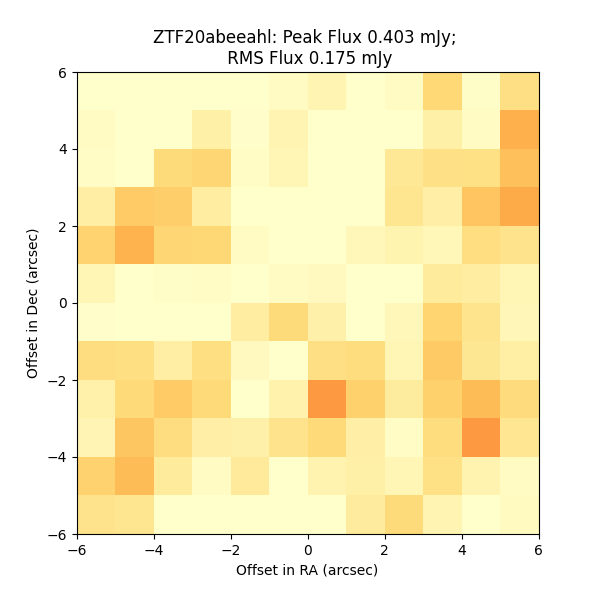 ZTF20abeeahl: Peak Flux 0.403 mJy;
RMS Flux 0.175 mJy
6
4
2
0
−2
−4
−6
Offset in Dec (arcsec)
−6 −4 −2 0 2 4 6
Offset in RA (arcsec)